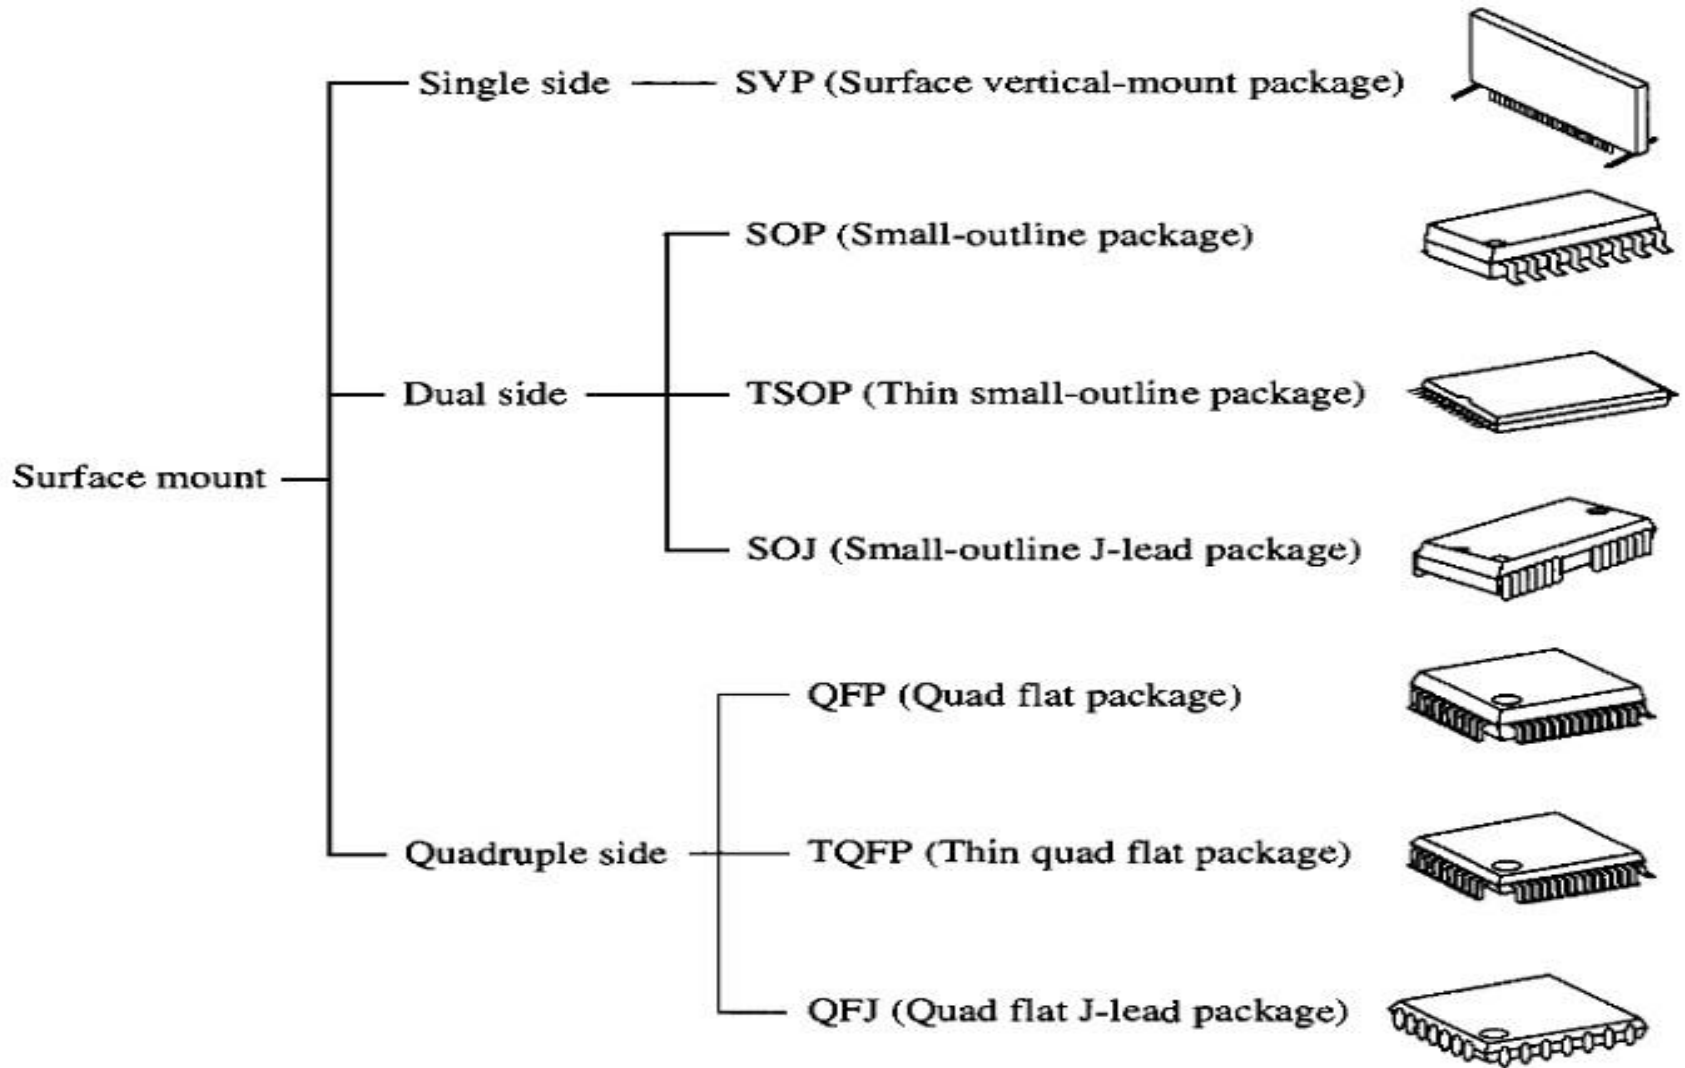 Single side
SVP (Surface vertical-mount package)
SOP (Small-outline package)
Dual side
TSOP (Thin small-outline package)
Surface mount
SOJ (Small-outline J-lead package)
QFP (Quad flat package)
Quadruple side
TQFP (Thin quad flat package)
QFJ (Quad flat J-lead package)